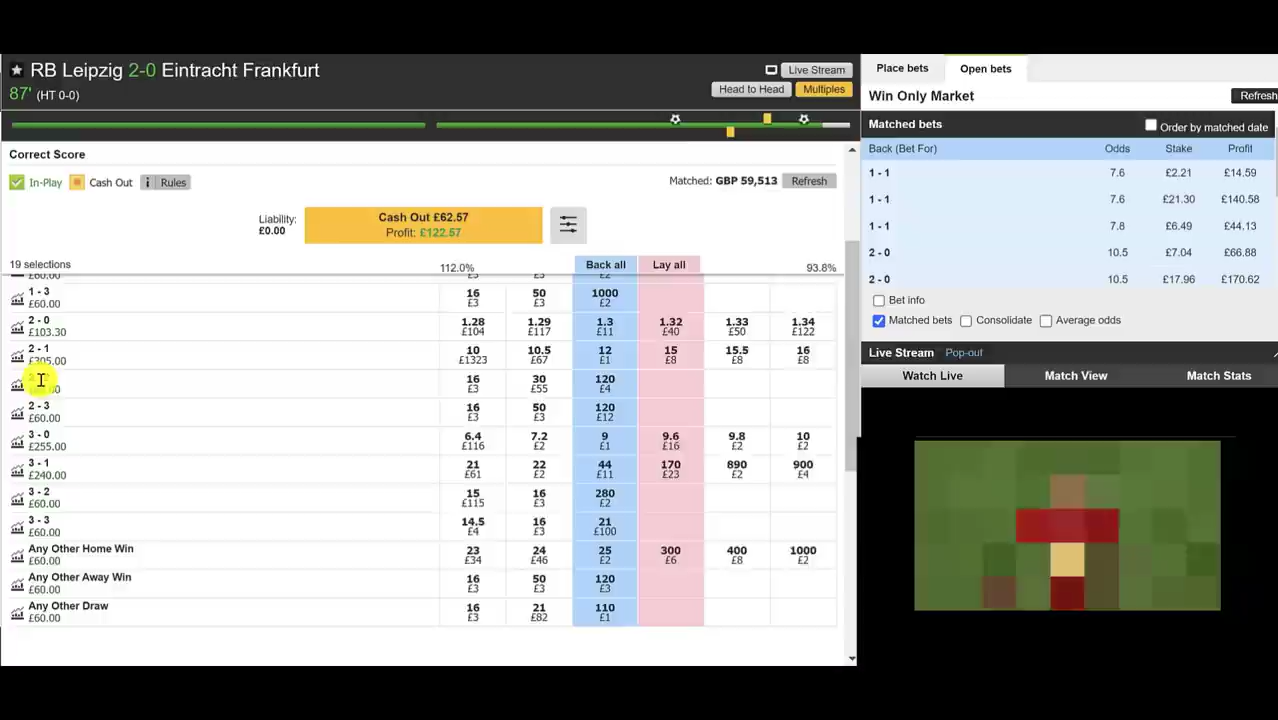 RB Leipzig 2-0 Eintracht Frankfurt
Live Stream
87' (HT 0-0)
Head to Head
Multiples
Correct Score
In-Play
Cash Out
i Rules
Matched: GBP 59,513
Refresh
Liability:
£0.00
Cash Out £62.57
Profit: £122.57
19 selections
112.0%
Back all
Lay all
93.8%
£60.00 £3 £3 £2
1 - 3 16 50 1000
£60.00 £3 £3 £2
2 - 0 1.28 1.29 1.3 1.32 1.33 1.34
£103.30 £104 £117 £11 £40 £50 £122
2 - 1 10 10.5 12 15 15.5 16
£305.00 £1323 £67 £1 £8 £8 £8
16 30 120
£3 £55 £4
2 - 3 16 50 120
£60.00 £3 £3 £12
3 - 0 6.4 7.2 9 9.6 9.8 10
£255.00 £116 £2 £1 £16 £2 £2
3 - 1 21 22 44 170 890 900
£240.00 £61 £2 £11 £23 £2 £4
3 - 2 15 16 280
£60.00 £115 £3 £2
3 - 3 14.5 16 21
£60.00 £4 £3 £100
Any Other Home Win 23 24 25 300 400 1000
£60.00 £34 £46 £2 £6 £8 £2
Any Other Away Win 16 50 120
£60.00 £3 £3 £3
Any Other Draw 16 21 110
£60.00 £3 £82 £1
Place bets
Open bets
Win Only Market
Refresh
Matched bets
Order by matched date
Back (Bet For) Odds Stake Profit
1 - 1 7.6 £2.21 £14.59
1 - 1 7.6 £21.30 £140.58
1 - 1 7.8 £6.49 £44.13
2 - 0 10.5 £7.04 £66.88
2 - 0 10.5 £17.96 £170.62
Bet info
Matched bets
Consolidate
Average odds
Live Stream Pop-out
Watch Live
Match View
Match Stats